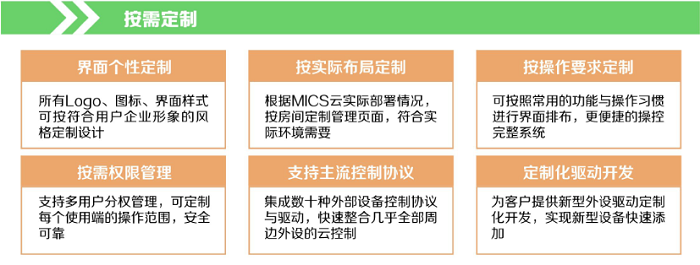 按需定制
界面个性定制
所有Logo、图标、界面样式
可按符合用户企业形象的风
格定制设计
按实际布局定制
根据MICS云实际部署情况，
按房间定制管理页面，符合实
际环境需要
按操作要求定制
可按照常用的功能与操作习惯
进行界面排布，更便捷的操控
完整系统
按需权限管理
支持多用户分权管理，可定制
每个使用端的操作范围，安全
可靠
支持主流控制协议
集成数十种外部设备控制协议
与驱动，快速整合几乎全部周
边外设的云控制
定制化驱动开发
为客户提供新型外设驱动定制
化开发，实现新型设备快速添
加